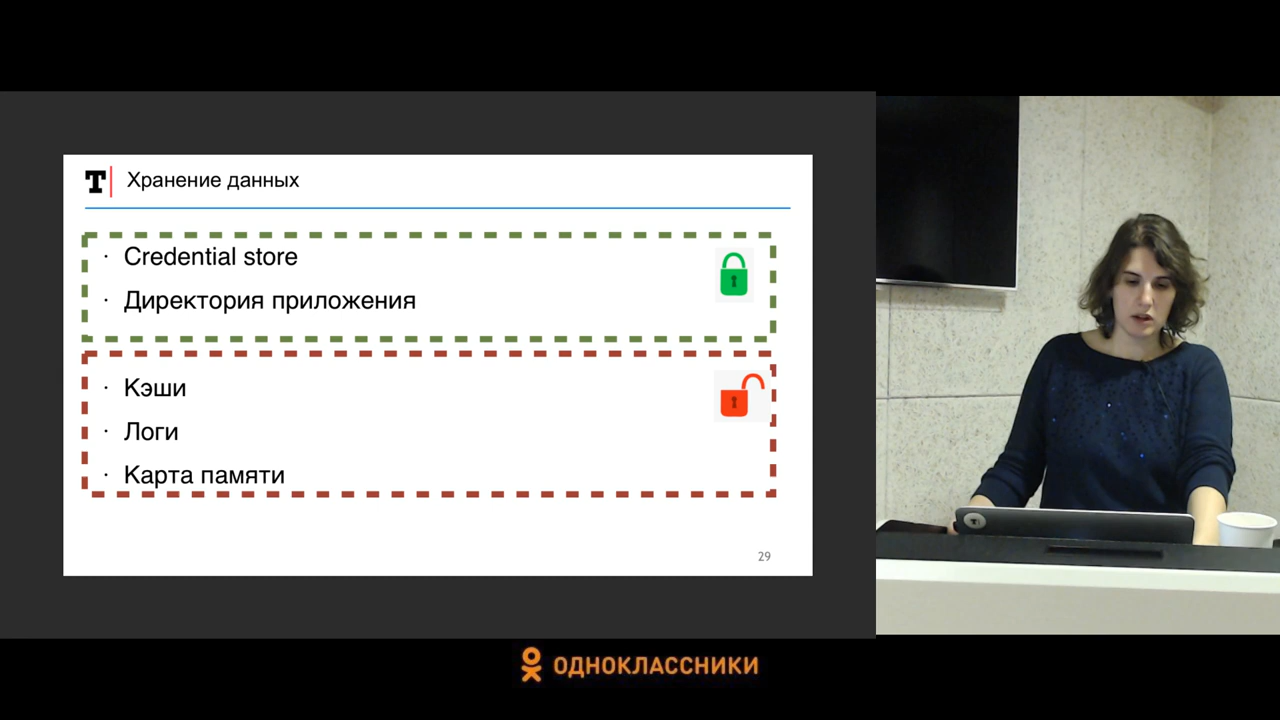 T
Хранение данных
· Credential store
· Директория приложения
· Кэши
· Логи
· Карта памяти
29
ОДНОКЛАССНИКИ